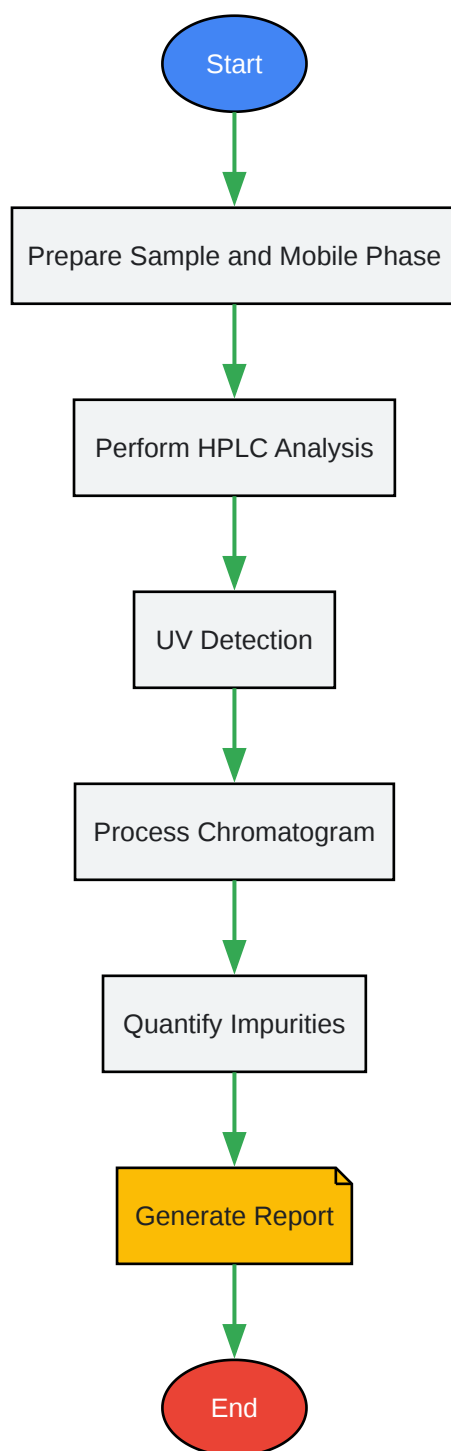 Start
Prepare Sample and Mobile Phase
Perform HPLC Analysis
UV Detection
Process Chromatogram
Quantify Impurities
Generate Report
End